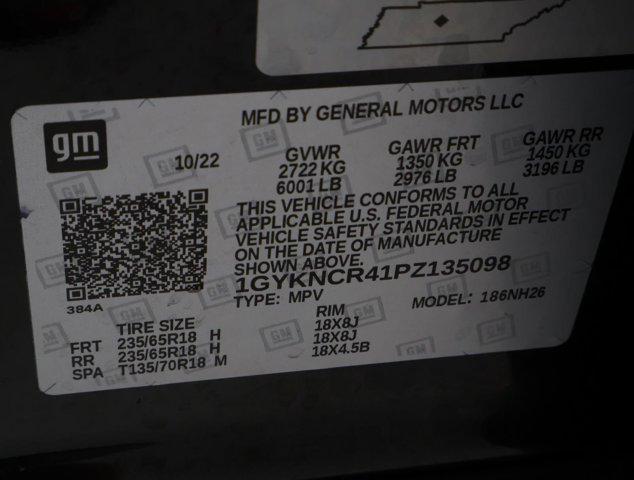 MFD BY GENERAL MOTORS LLC
gm
10/22
GVWR
2722 KG
6001 LB
GAWR FRT
1350 KG
2976 LB
GAWR RR
1450 KG
3196 LB
THIS VEHICLE CONFORMS TO ALL
APPLICABLE U.S. FEDERAL MOTOR
VEHICLE SAFETY STANDARDS IN EFFECT
ON THE DATE OF MANUFACTURE
SHOWN ABOVE.
1GYKNCR41PZ135098
TYPE: MPV
MODEL: 186NH26
384A
TIRE SIZE
RIM
FRT 235/65R18 H 18X8J
RR 235/65R18 H 18X8J
SPA T135/70R18 M 18X4.5B